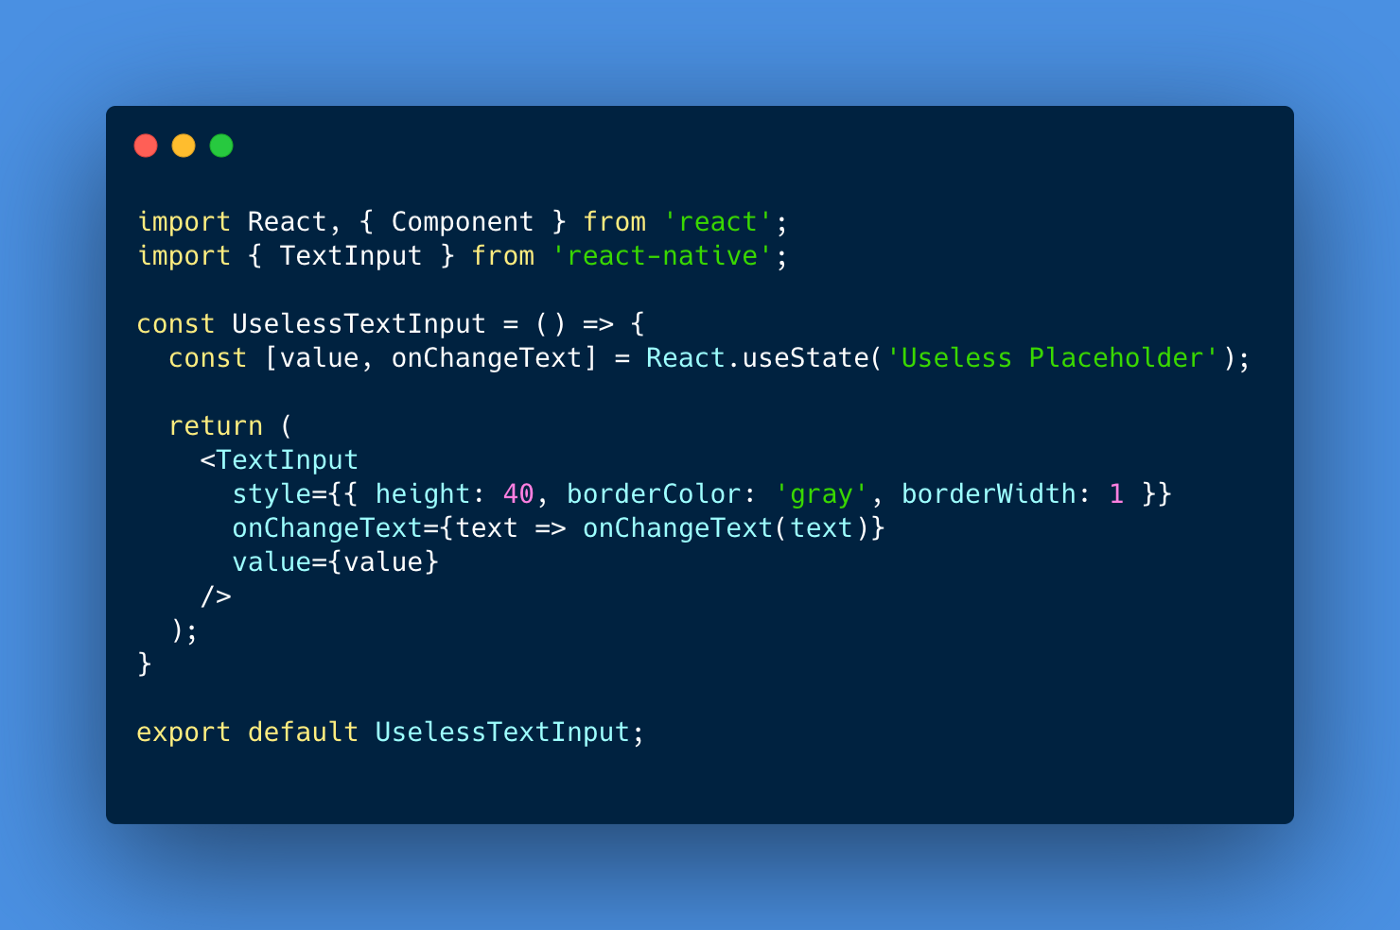 import React, { Component } from 'react';
import { TextInput } from 'react-native';

const UselessTextInput = () => {
  const [value, onChangeText] = React.useState('Useless Placeholder');

  return (
    <TextInput
      style={{ height: 40, borderColor: 'gray', borderWidth: 1 }}
      onChangeText={text => onChangeText(text)}
      value={value}
    />
  );
}

export default UselessTextInput;